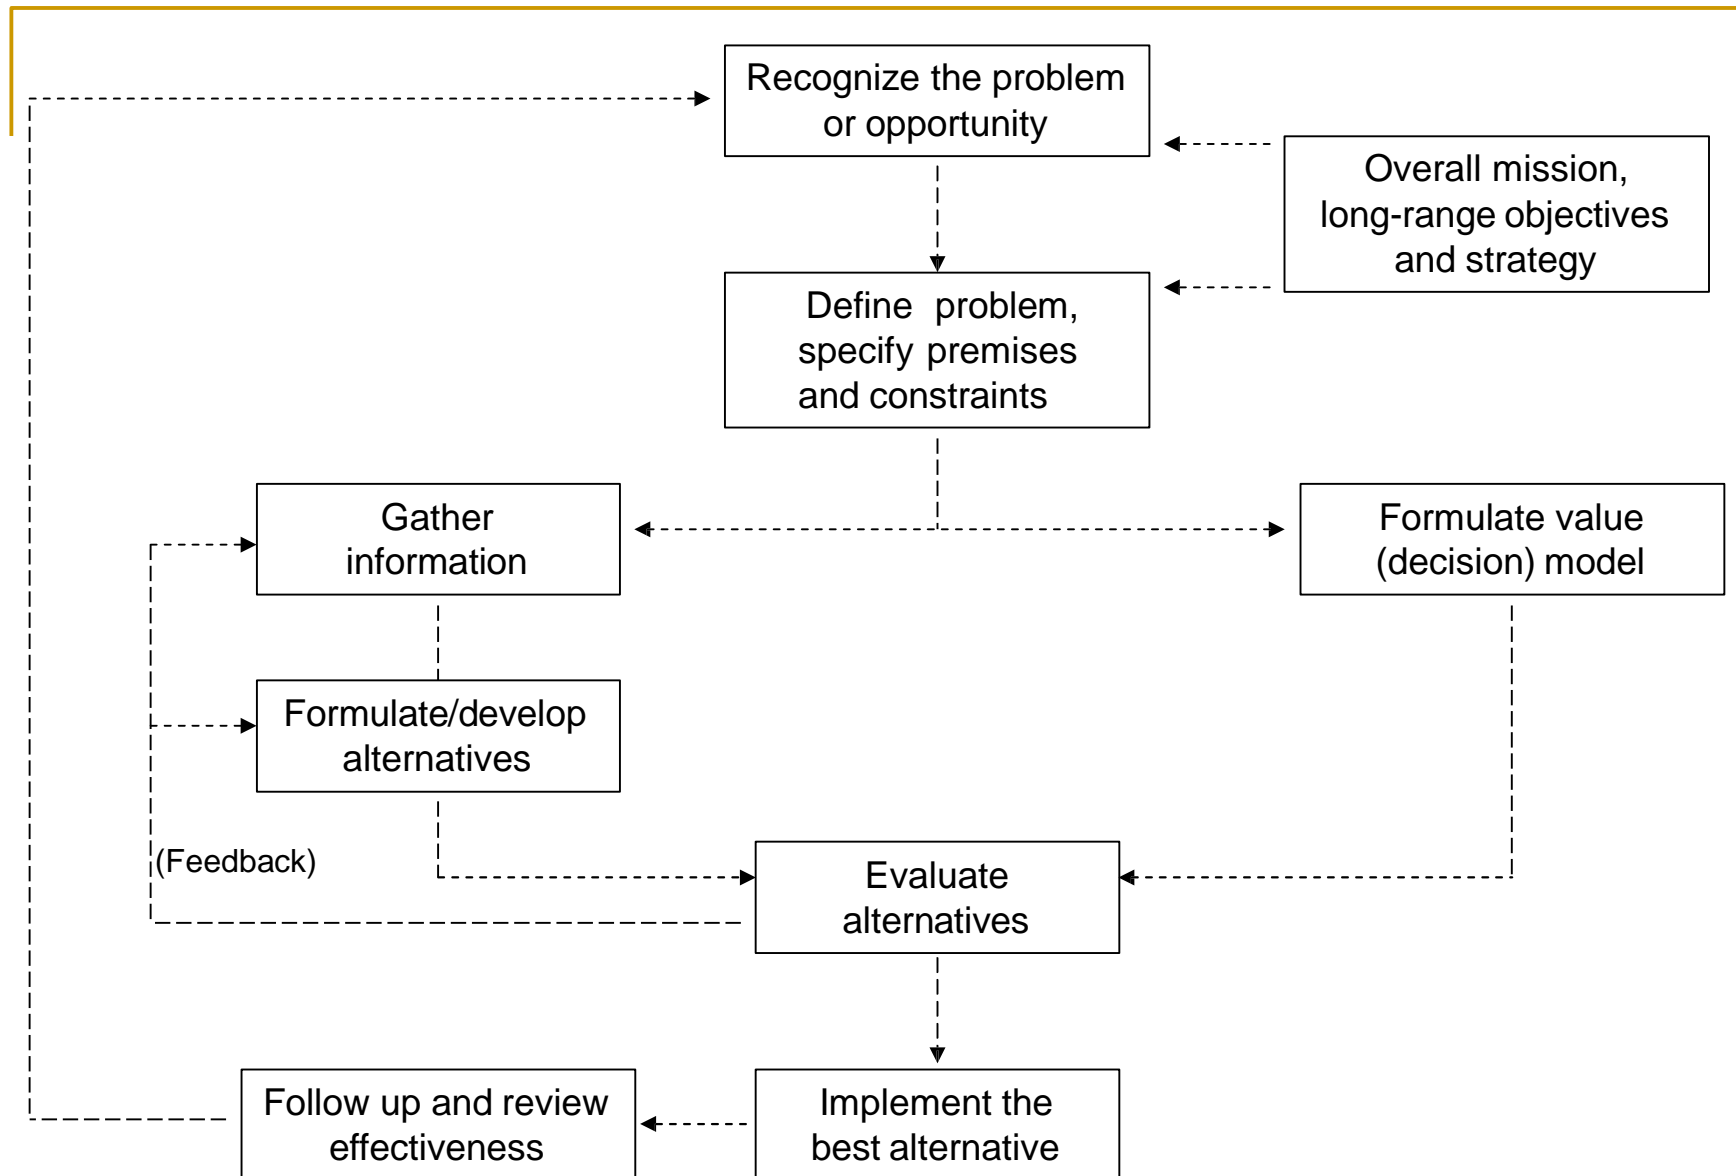 Recognize the problem
or opportunity
Overall mission,
long-range objectives
and strategy
Define problem,
specify premises
and constraints
Gather
information
Formulate value
(decision) model
Formulate/develop
alternatives
(Feedback)
Evaluate
alternatives
Follow up and review
effectiveness
Implement the
best alternative